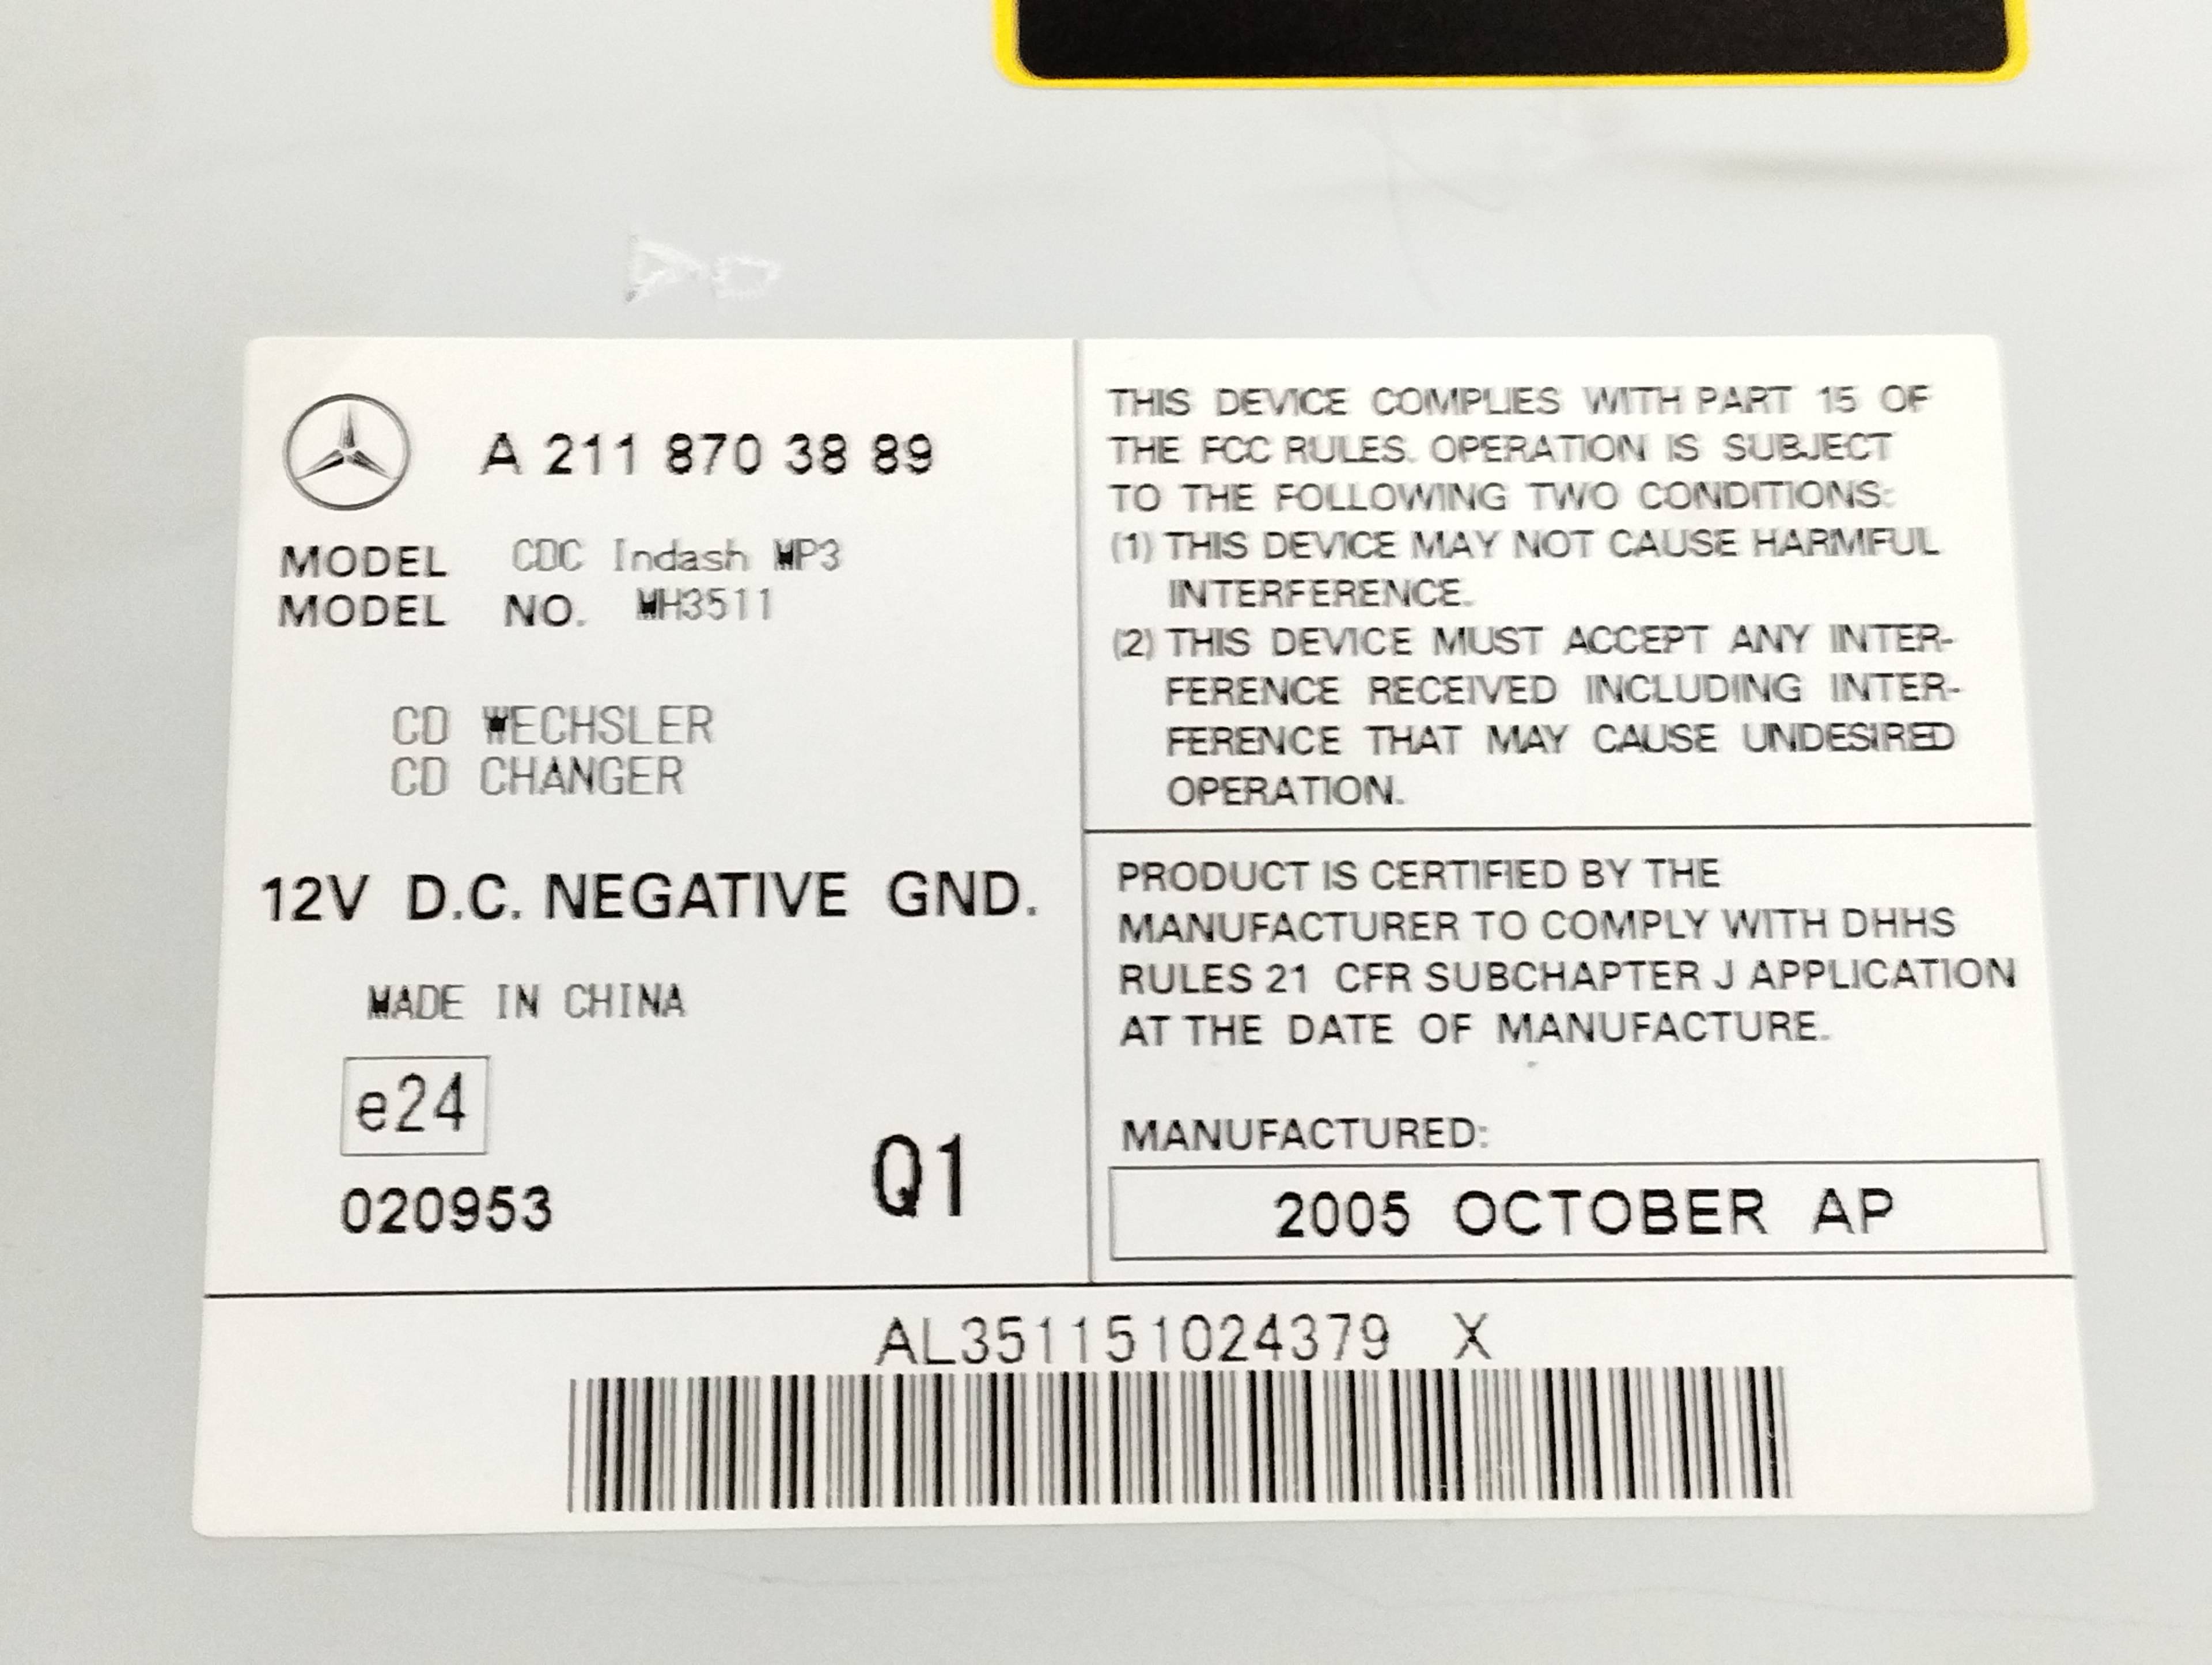 A 211 870 38 89
MODEL CDC Indash MP3
MODEL NO. MH3511
CD WECHSLER
CD CHANGER
12V D.C. NEGATIVE GND.
MADE IN CHINA
e24
020953
Q1
THIS DEVICE COMPLIES WITH PART 15 OF
THE FCC RULES. OPERATION IS SUBJECT
TO THE FOLLOWING TWO CONDITIONS:
(1) THIS DEVICE MAY NOT CAUSE HARMFUL
INTERFERENCE.
(2) THIS DEVICE MUST ACCEPT ANY INTER-
FERENCE RECEIVED INCLUDING INTER-
FERENCE THAT MAY CAUSE UNDESIRED
OPERATION.
PRODUCT IS CERTIFIED BY THE
MANUFACTURER TO COMPLY WITH DHHS
RULES 21 CFR SUBCHAPTER J APPLICATION
AT THE DATE OF MANUFACTURE.
MANUFACTURED:
2005 OCTOBER AP
AL351151024379 X